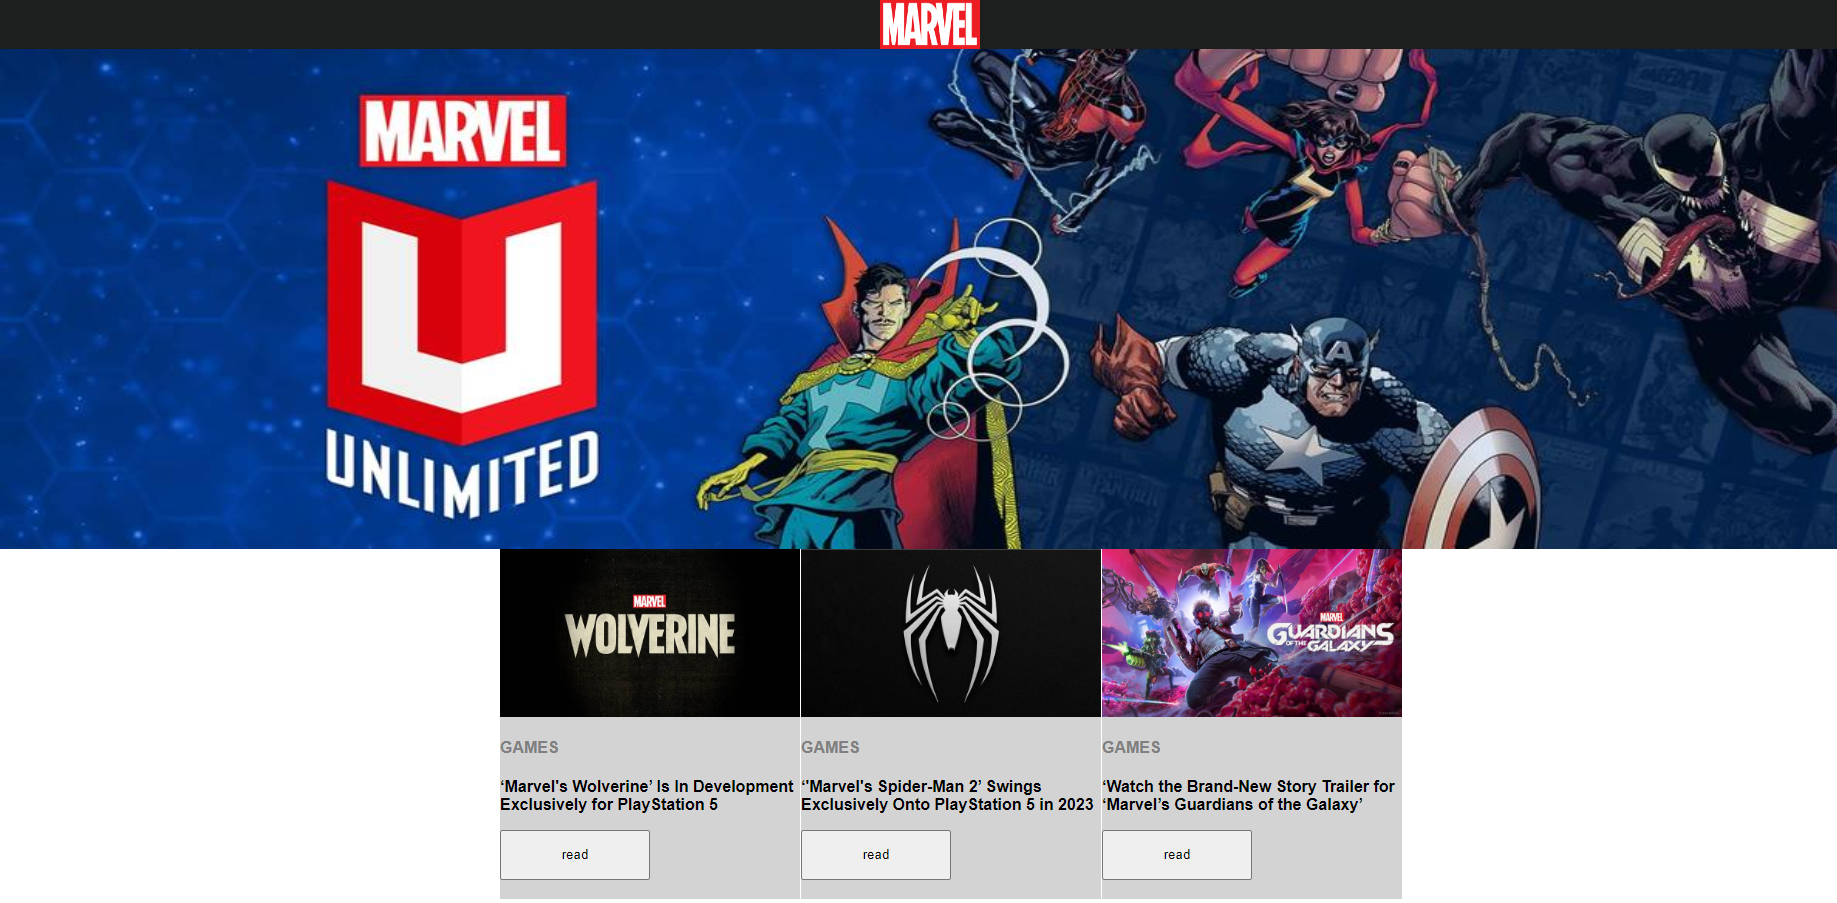 MARVEL
MARVEL
U
UNLIMITED
A
MARVEL
WOLVERINE
MARVEL
GUARDIANS
OF THE
GALAXY
GAMES
GAMES
GAMES
‘Marvel's Wolverine’ Is In Development
Exclusively for PlayStation 5
‘'Marvel's Spider-Man 2’ Swings
Exclusively Onto PlayStation 5 in 2023
‘Watch the Brand-New Story Trailer for
‘Marvel’s Guardians of the Galaxy’
read
read
read